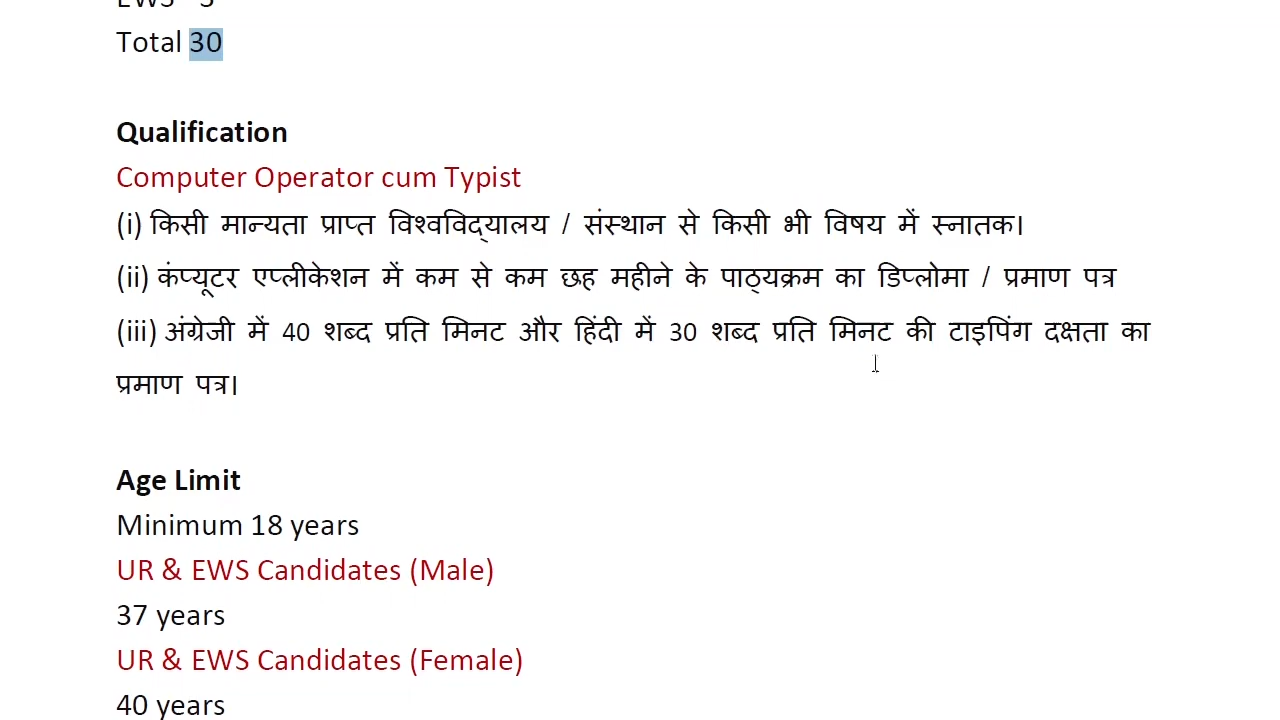 EWS - 3
Total 30
Qualification
Computer Operator cum Typist
(i) किसी मान्यता प्राप्त विश्वविद्यालय / संस्थान से किसी भी विषय में स्नातक।
(ii) कंप्यूटर एप्लीकेशन में कम से कम छह महीने के पाठ्यक्रम का डिप्लोमा / प्रमाण पत्र
(iii) अंग्रेजी में 40 शब्द प्रति मिनट और हिंदी में 30 शब्द प्रति मिनट की टाइपिंग दक्षता का
प्रमाण पत्र।
Age Limit
Minimum 18 years
UR & EWS Candidates (Male)
37 years
UR & EWS Candidates (Female)
40 years